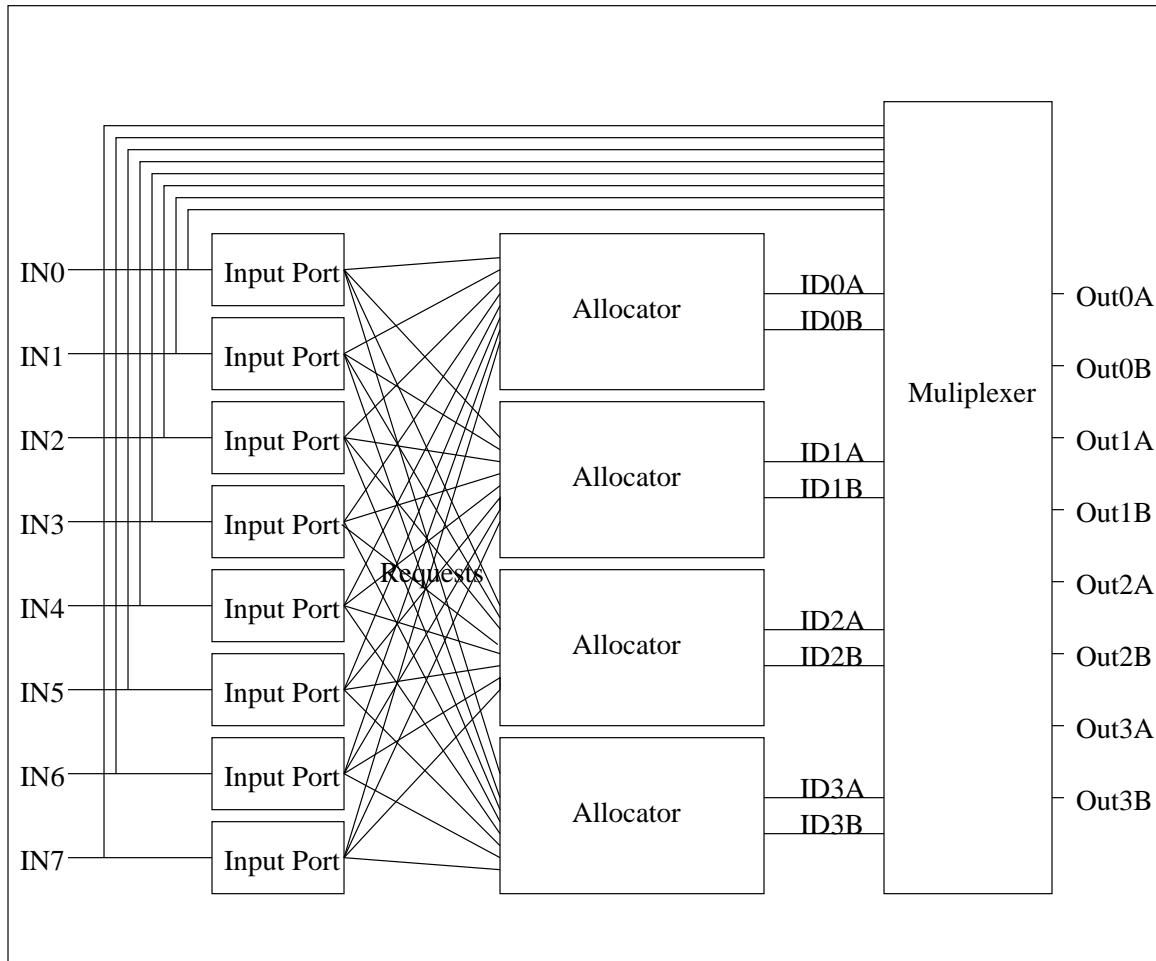 IN0
IN1
IN2
IN3
IN4
IN5
IN6
IN7
Input Port
Input Port
Input Port
Input Port
Input Port
Input Port
Input Port
Input Port
Requests
Allocator
Allocator
Allocator
Allocator
ID0A
ID0B
ID1A
ID1B
ID2A
ID2B
ID3A
ID3B
Muliplexer
Out0A
Out0B
Out1A
Out1B
Out2A
Out2B
Out3A
Out3B